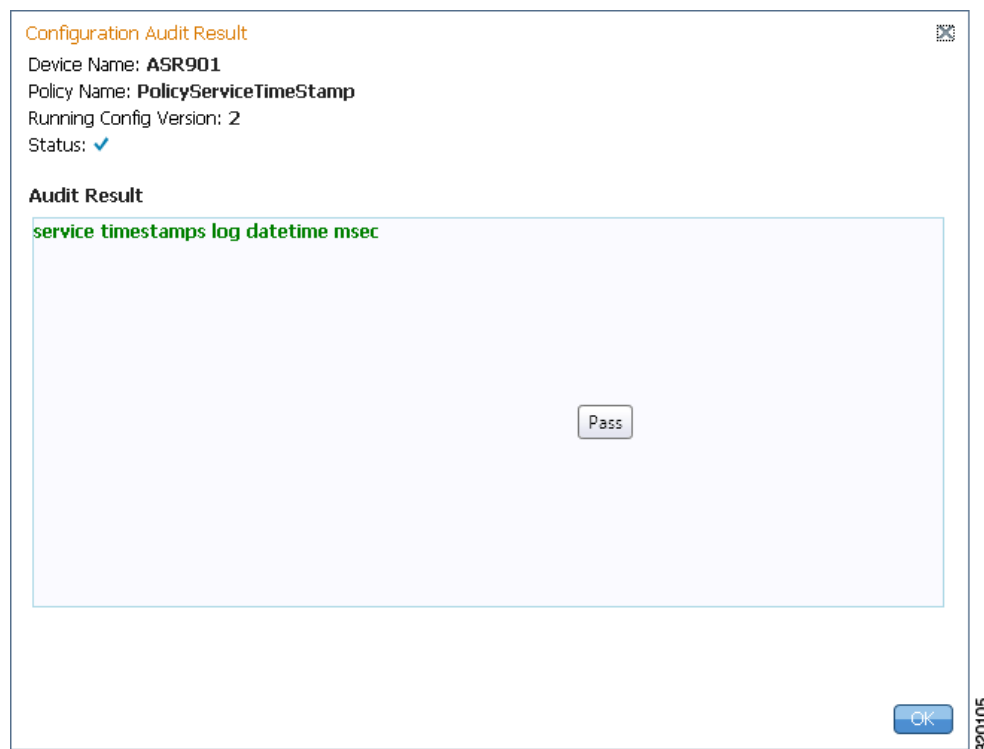 Configuration Audit Result
Device Name: ASR901
Policy Name: PolicyServiceTimeStamp
Running Config Version: 2
Status:
Audit Result
service timestamps log datetime msec
Pass
OK